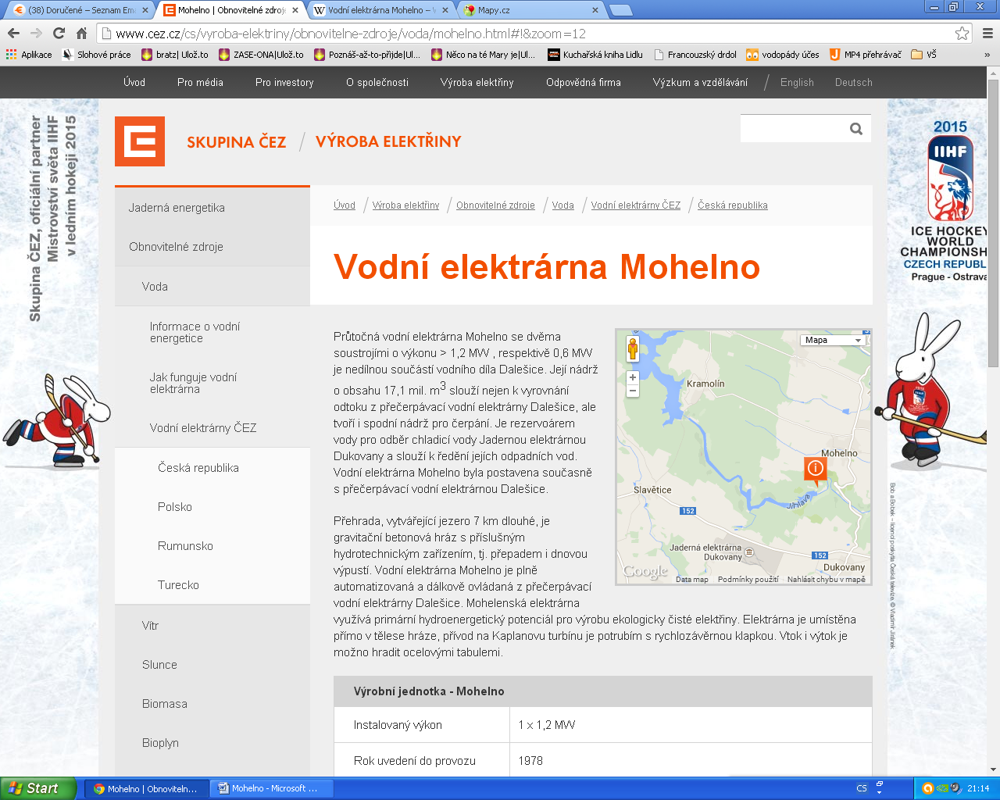 (38) Doručené – Seznam Ema
Mohelno | Obnovitelné zdroje
Vodní elektrárna Mohelno –
Mapy.cz
www.cez.cz/cs/vyroba-elektriny/obnovitelne-zdroje/voda/mohelno.html#!&zoom=12
Aplikace
Slohové práce
bratz| Ulož.to
ZASE-ONA|Ulož.to
Poznáš-až-to-přijde|Ul...
Něco na té Mary je|Ul...
Kuchařská kniha Lidlu
Francouzský drdol
vodopády účes
MP4 přehrávač
VŠ
»
Úvod
Pro média
Pro investory
O společnosti
Výroba elektřiny
Odpovědná firma
Výzkum a vzdělávání
/
English
Deutsch
Skupina ČEZ, oficiální partner
Mistrovství světa IIHF
v ledním hokeji 2015
SKUPINA ČEZ / VÝROBA ELEKTŘINY
2015
IIHF
ICE HOCKEY
WORLD
CHAMPIONSH
CZECH REPUBL
Prague - Ostrava
Jaderná energetika
Obnovitelné zdroje
Voda
Informace o vodní
energetice
Jak funguje vodní
elektrárna
Vodní elektrárny ČEZ
Česká republika
Polsko
Rumunsko
Turecko
Vítr
Slunce
Biomasa
Bioplyn
Úvod / Výroba elektřiny / Obnovitelné zdroje / Voda / Vodní elektrárny ČEZ / Česká republika
Vodní elektrárna Mohelno
Průtočná vodní elektrárna Mohelno se dvěma
soustrojími o výkonu > 1,2 MW , respektivě 0,6 MW
je nedílnou součástí vodního díla Dalešice. Její nádrž
o obsahu 17,1 mil. m3 slouží nejen k vyrovnání
odtoku z přečerpávací vodní elektrárny Dalešice, ale
tvoří i spodní nádrž pro čerpání. Je rezervoárem
vody pro odběr chladicí vody Jadernou elektrárnou
Dukovany a slouží k ředění jejích odpadních vod.
Vodní elektrárna Mohelno byla postavena současně
s přečerpávací vodní elektrárnou Dalešice.
Přehrada, vytvářející jezero 7 km dlouhé, je
gravitační betonová hráz s příslušným
hydrotechnickým zařízením, tj. přepadem i dnovou
výpustí. Vodní elektrárna Mohelno je plně
automatizovaná a dálkově ovládaná z přečerpávací
vodní elektrárny Dalešice. Mohelenská elektrárna
využívá primární hydroenergetický potenciál pro výrobu ekologicky čisté elektřiny. Elektrárna je umístěna
přímo v tělese hráze, přívod na Kaplanovu turbínu je potrubím s rychlozávěrnou klapkou. Vtok i výtok je
možno hradit ocelovými tabulemi.
Mapa
+
−
Kramolín
Mohelno
Slavětice
Jihlava
152
Jaderná elektrárna
Dukovany
152
Dukovany
Google
Data map
Podmínky použití
Nahlásit chybu v mapě
Bob a Bobek – licenci poskytla Česká televize, © Vladimír Jiránek
Výrobní jednotka - Mohelno
Instalovaný výkon
1 x 1,2 MW
Rok uvedení do provozu
1978
Start
Mohelno | Obnoviteln...
Mohelno - Microsoft ...
CS
21:14